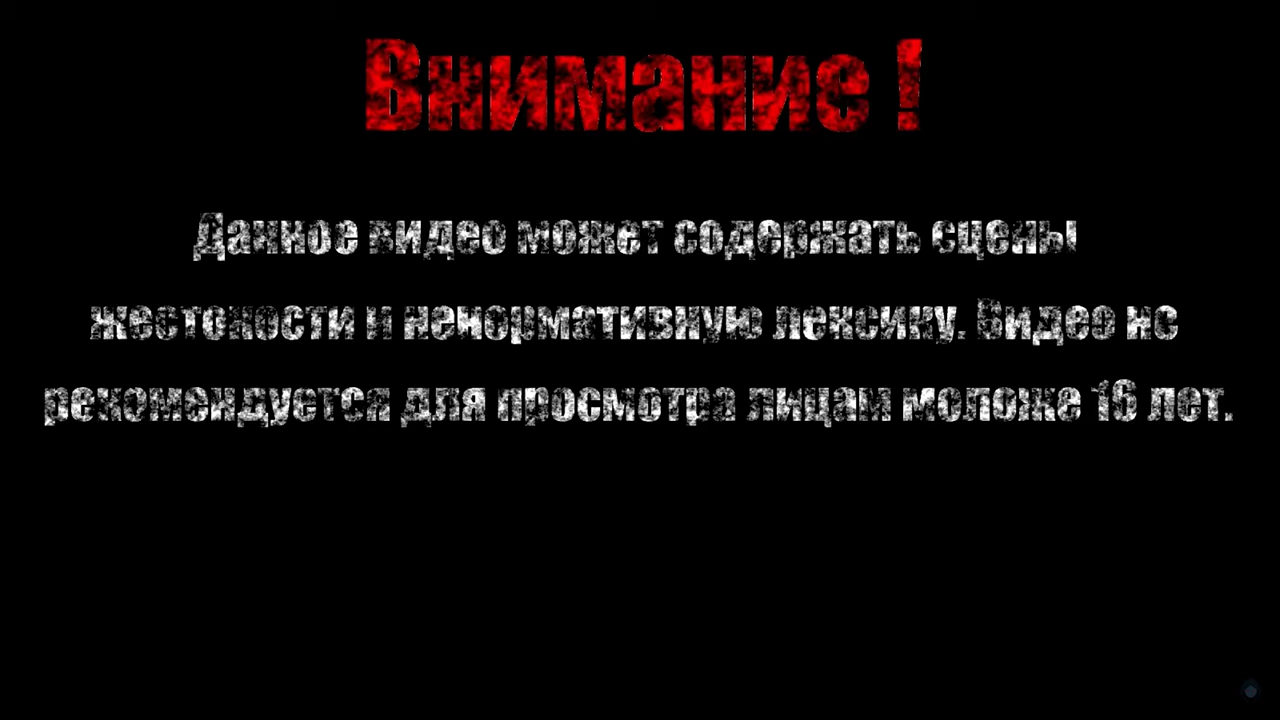 Внимание !
Данное видео может содержать сцены
жестокости и ненормативную лексику. Видео не
рекомендуется для просмотра лицам моложе 16 лет.